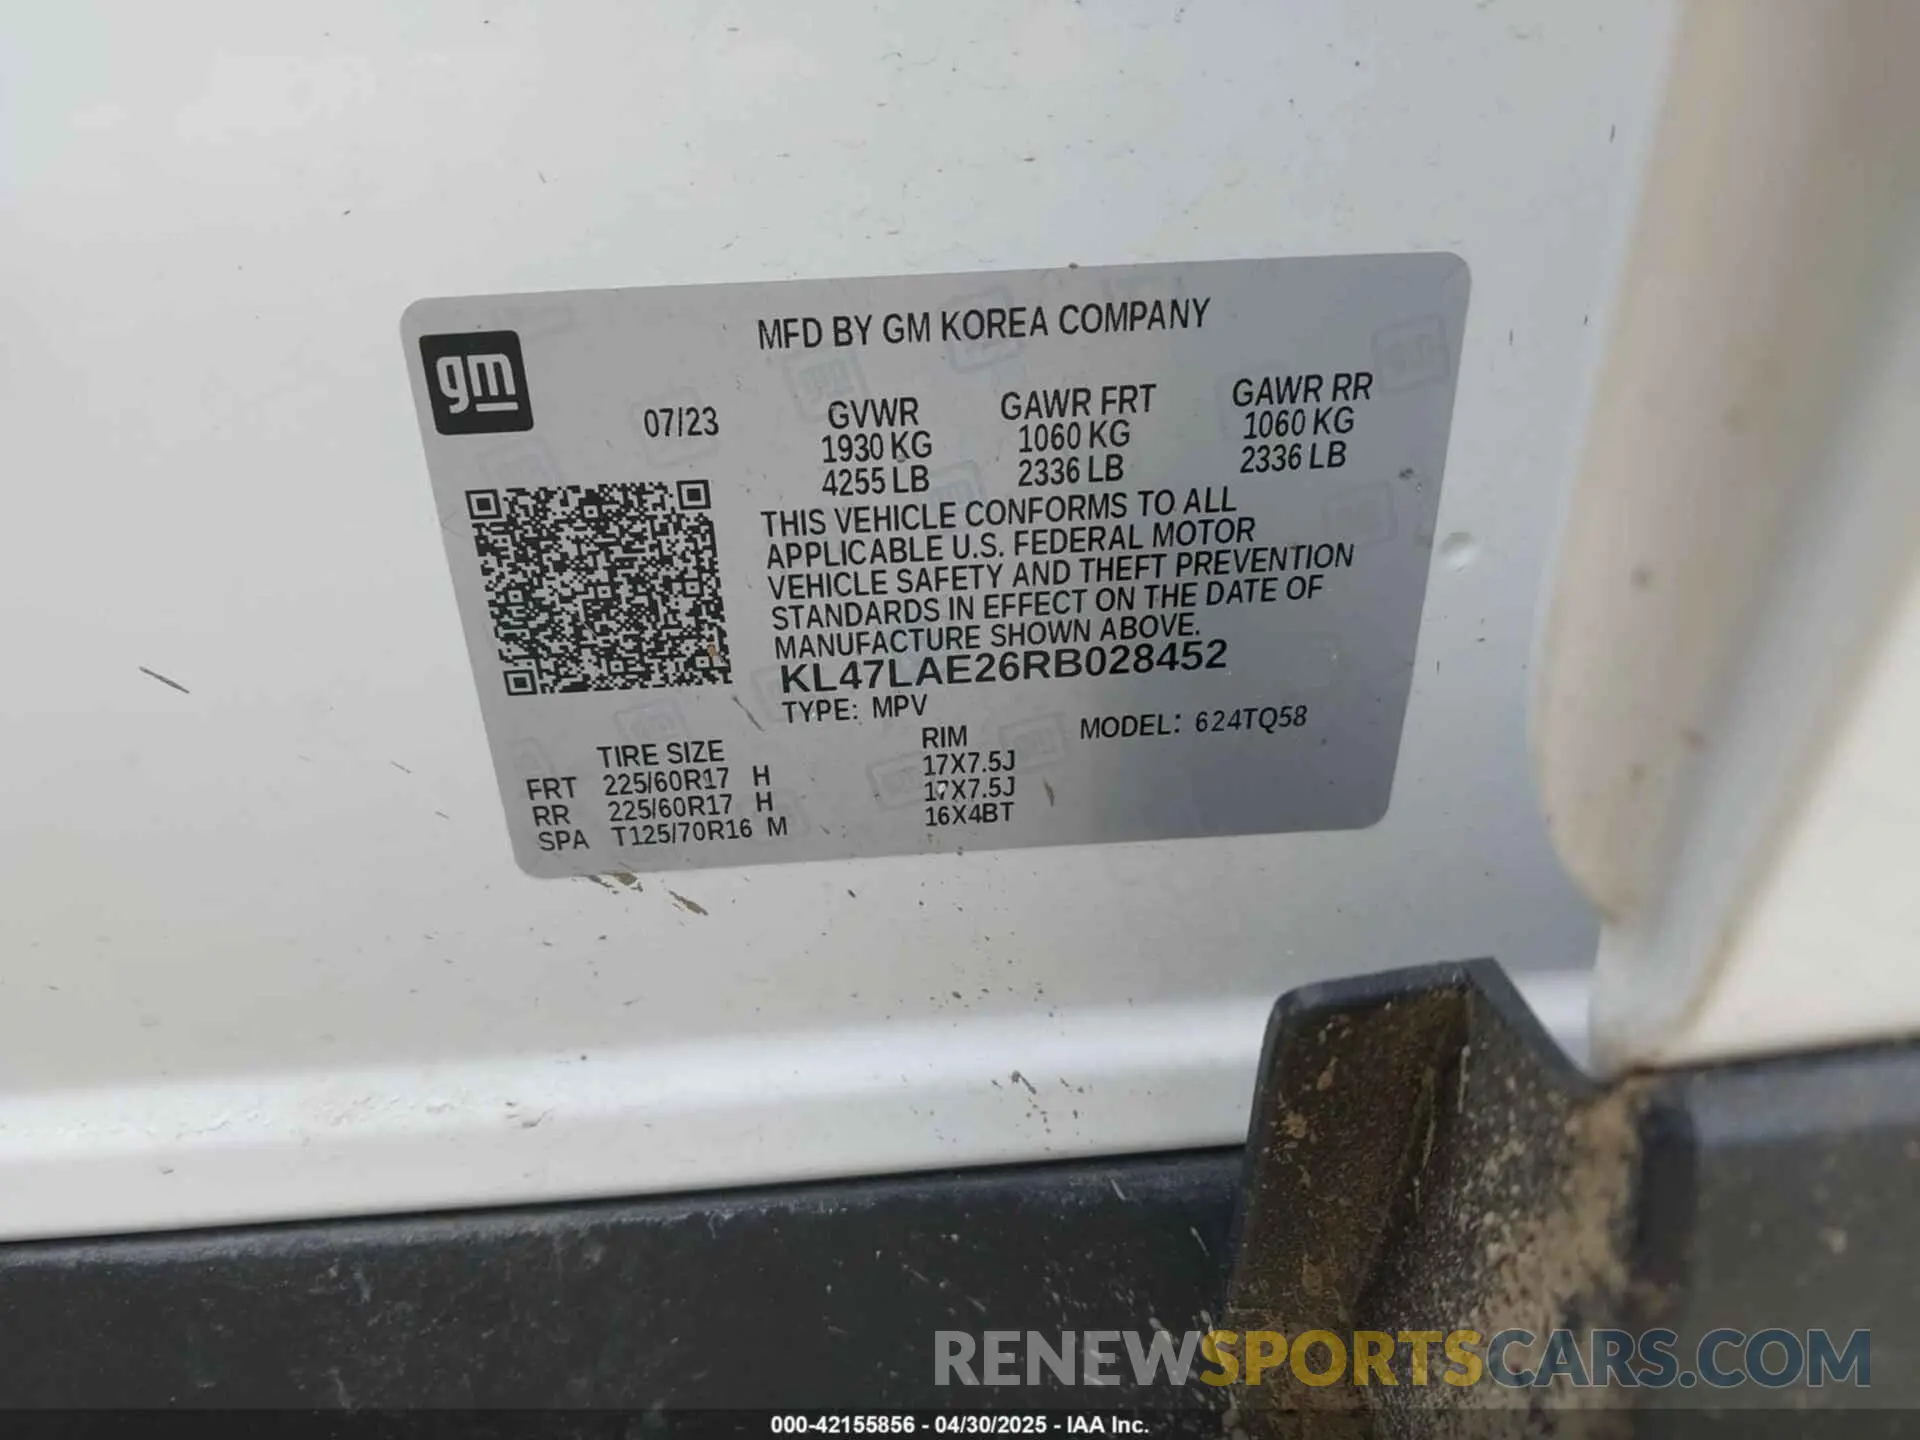 gm
MFD BY GM KOREA COMPANY
07/23
GVWR GAWR FRT GAWR RR
1930 KG 1060 KG 1060 KG
4255 LB 2336 LB 2336 LB
THIS VEHICLE CONFORMS TO ALL
APPLICABLE U.S. FEDERAL MOTOR
VEHICLE SAFETY AND THEFT PREVENTION
STANDARDS IN EFFECT ON THE DATE OF
MANUFACTURE SHOWN ABOVE.
KL47LAE26RB028452
TYPE: MPV MODEL: 624TQ58
TIRE SIZE RIM
FRT 225/60R17 H 17X7.5J
RR 225/60R17 H 17X7.5J
SPA T125/70R16 M 16X4BT
RENEWSPORTSCARS.COM
000-42155856 - 04/30/2025 - IAA Inc.